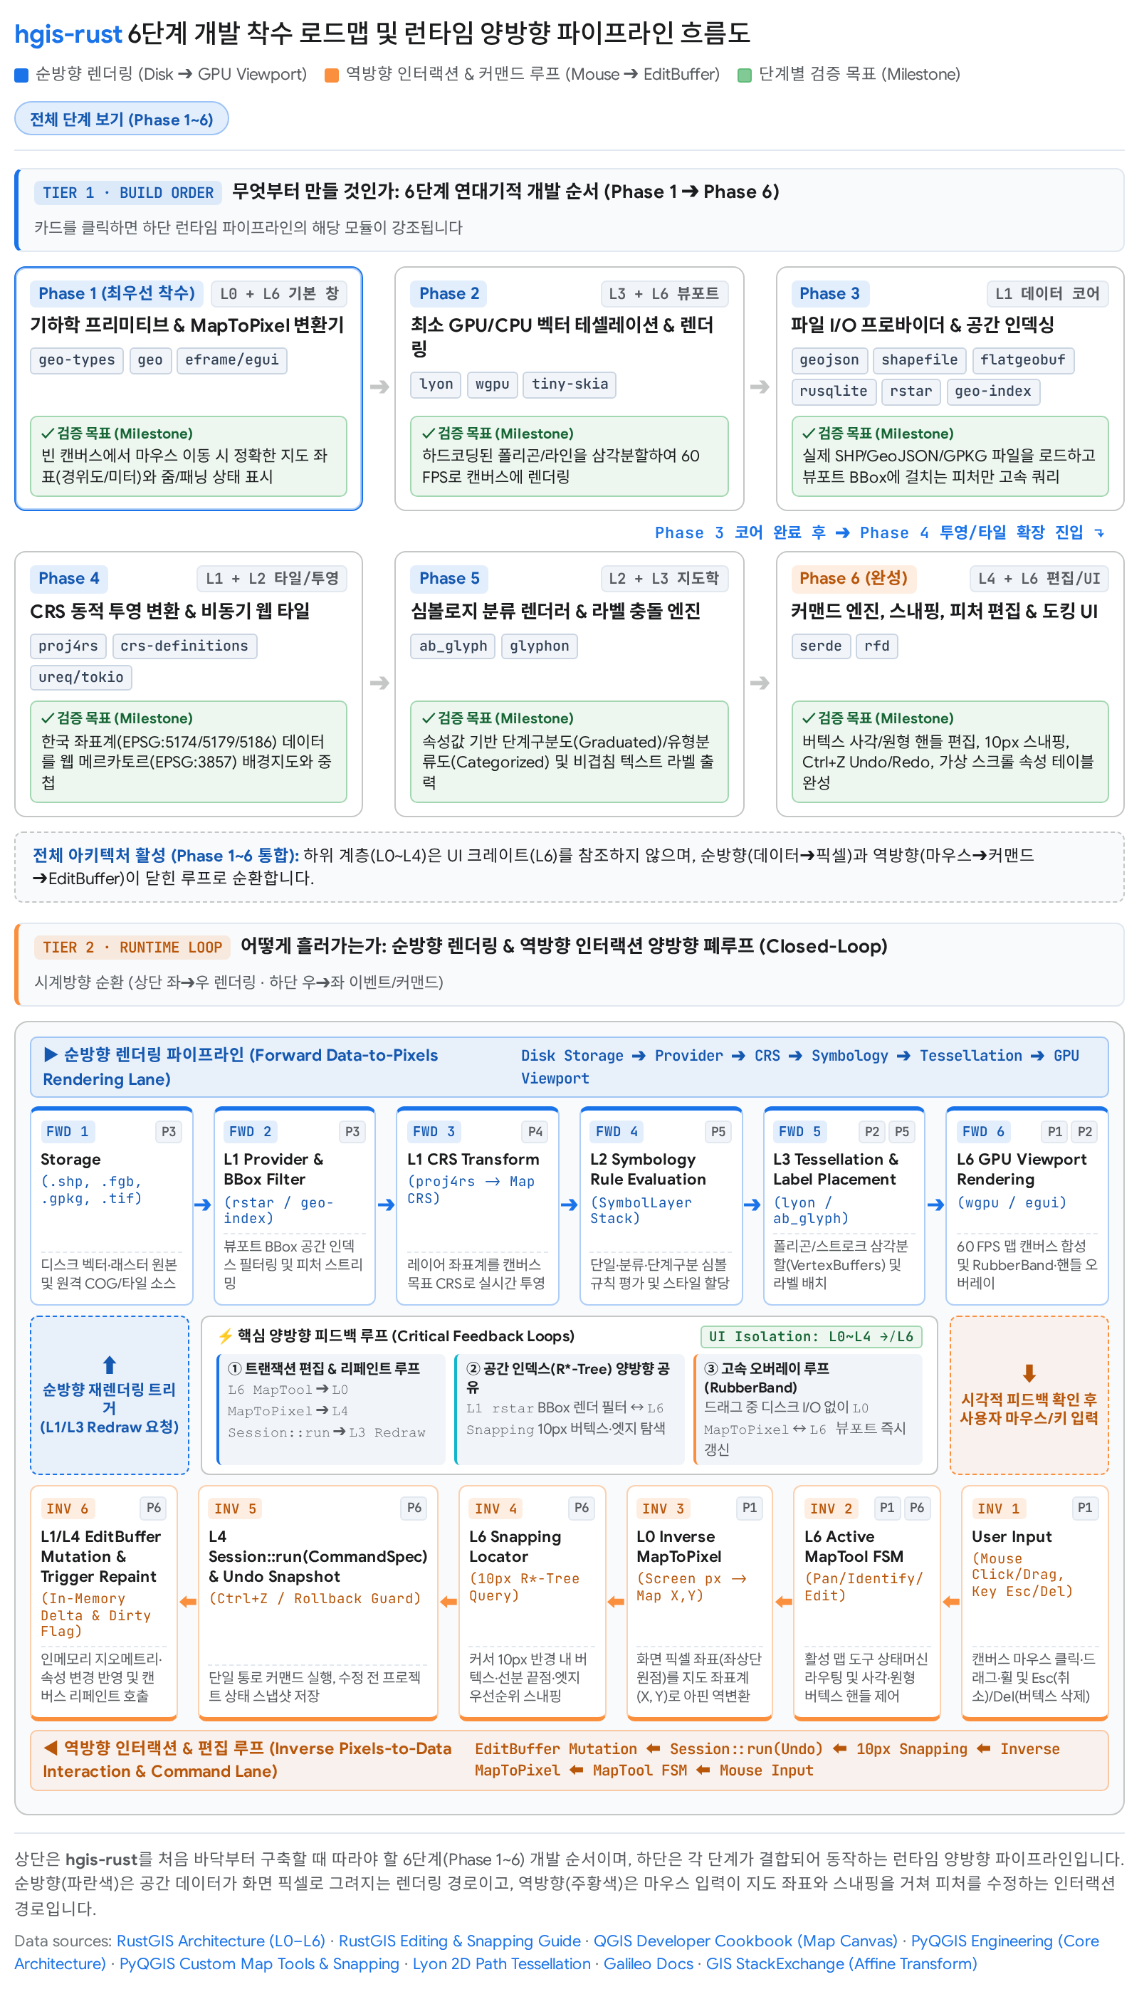 hgis-rust 6단계 개발 착수 로드맵 및 런타임 양방향 파이프라인 흐름도
순방향 렌더링 (Disk ➔ GPU Viewport)
역방향 인터랙션 & 커맨드 루프 (Mouse ➔ EditBuffer)
단계별 검증 목표 (Milestone)
전체 단계 보기 (Phase 1~6)
TIER 1 · BUILD ORDER 무엇부터 만들 것인가: 6단계 연대기적 개발 순서 (Phase 1 ➔ Phase 6)
카드를 클릭하면 하단 런타임 파이프라인의 해당 모듈이 강조됩니다
Phase 1 (최우선 착수) L0 + L6 기본 창
기하학 프리미티브 & MapToPixel 변환기
geo-types geo eframe/egui
✓ 검증 목표 (Milestone)
빈 캔버스에서 마우스 이동 시 정확한 지도 좌
표(경위도/미터)와 줌/패닝 상태 표시
➔
Phase 2 L3 + L6 뷰포트
최소 GPU/CPU 벡터 테셀레이션 & 렌더
링
lyon wgpu tiny-skia
✓ 검증 목표 (Milestone)
하드코딩된 폴리곤/라인을 삼각분할하여 60
FPS로 캔버스에 렌더링
➔
Phase 3 L1 데이터 코어
파일 I/O 프로바이더 & 공간 인덱싱
geojson shapefile flatgeobuf
rusqlite rstar geo-index
✓ 검증 목표 (Milestone)
실제 SHP/GeoJSON/GPKG 파일을 로드하고
뷰포트 BBox에 걸치는 피처만 고속 쿼리
Phase 3 코어 완료 후 ➔ Phase 4 투영/타일 확장 진입 ⤵
Phase 4 L1 + L2 타일/투영
CRS 동적 투영 변환 & 비동기 웹 타일
proj4rs crs-definitions
ureq/tokio
✓ 검증 목표 (Milestone)
한국 좌표계(EPSG:5174/5179/5186) 데이터
를 웹 메르카토르(EPSG:3857) 배경지도와 중
첩
➔
Phase 5 L2 + L3 지도학
심볼로지 분류 렌더러 & 라벨 충돌 엔진
ab_glyph glyphon
✓ 검증 목표 (Milestone)
속성값 기반 단계구분도(Graduated)/유형분
류도(Categorized) 및 비겹침 텍스트 라벨 출
력
➔
Phase 6 (완성) L4 + L6 편집/UI
커맨드 엔진, 스내핑, 피처 편집 & 도킹 UI
serde rfd
✓ 검증 목표 (Milestone)
버텍스 사각/원형 핸들 편집, 10px 스내핑,
Ctrl+Z Undo/Redo, 가상 스크롤 속성 테이블
완성
전체 아키텍처 활성 (Phase 1~6 통합): 하위 계층(L0~L4)은 UI 크레이트(L6)를 참조하지 않으며, 순방향(데이터➔픽셀)과 역방향(마우스➔커맨드
➔EditBuffer)이 닫힌 루프로 순환합니다.
TIER 2 · RUNTIME LOOP 어떻게 흘러가는가: 순방향 렌더링 & 역방향 인터랙션 양방향 폐루프 (Closed-Loop)
시계방향 순환 (상단 좌➔우 렌더링 · 하단 우➔좌 이벤트/커맨드)
▶ 순방향 렌더링 파이프라인 (Forward Data-to-Pixels
Rendering Lane)
Disk Storage ➔ Provider ➔ CRS ➔ Symbology ➔ Tessellation ➔ GPU
Viewport
FWD 1 P3
Storage
(.shp, .fgb,
.gpkg, .tif)
디스크 벡터·래스터 원본
및 원격 COG/타일 소스
➔
FWD 2 P3
L1 Provider &
BBox Filter
(rstar / geo-
index)
뷰포트 BBox 공간 인덱
스 필터링 및 피처 스트리
밍
➔
FWD 3 P4
L1 CRS Transform
(proj4rs → Map
CRS)
레이어 좌표계를 캔버스
목표 CRS로 실시간 투영
➔
FWD 4 P5
L2 Symbology
Rule Evaluation
(SymbolLayer
Stack)
단일·분류·단계구분 심볼
규칙 평가 및 스타일 할당
➔
FWD 5 P2 P5
L3 Tessellation &
Label Placement
(lyon /
ab_glyph)
폴리곤/스트로크 삼각분
할(VertexBuffers) 및
라벨 배치
➔
FWD 6 P1 P2
L6 GPU Viewport
Rendering
(wgpu / egui)
60 FPS 맵 캔버스 합성
및 RubberBand·핸들 오
버레이
⬆
순방향 재렌더링 트리
거
(L1/L3 Redraw 요청)
⚡ 핵심 양방향 피드백 루프 (Critical Feedback Loops)
UI Isolation: L0~L4 ↛ L6
① 트랜잭션 편집 & 리페인트 루프
L6 MapTool ➔ L0
MapToPixel ➔ L4
Session::run ➔ L3 Redraw
② 공간 인덱스(R*-Tree) 양방향 공
유
L1 rstar BBox 렌더 필터 ↔ L6
Snapping 10px 버텍스·엣지 탐색
③ 고속 오버레이 루프
(RubberBand)
드래그 중 디스크 I/O 없이 L0
MapToPixel ↔ L6 뷰포트 즉시
갱신
⬇
시각적 피드백 확인 후
사용자 마우스/키 입력
INV 6 P6
L1/L4 EditBuffer
Mutation &
Trigger Repaint
(In-Memory
Delta & Dirty
Flag)
인메모리 지오메트리·
속성 변경 반영 및 캔
버스 리페인트 호출
⬅
INV 5 P6
L4
Session::run(CommandSpec)
& Undo Snapshot
(Ctrl+Z / Rollback Guard)
단일 통로 커맨드 실행, 수정 전 프로젝
트 상태 스냅샷 저장
⬅
INV 4 P6
L6 Snapping
Locator
(10px R*-Tree
Query)
커서 10px 반경 내 버
텍스·선분 끝점·엣지
우선순위 스내핑
⬅
INV 3 P1
L0 Inverse
MapToPixel
(Screen px →
Map X,Y)
화면 픽셀 좌표(좌상단
원점)를 지도 좌표계
(X, Y)로 아핀 역변환
⬅
INV 2 P1 P6
L6 Active
MapTool FSM
(Pan/Identify/
Edit)
활성 맵 도구 상태머신
라우팅 및 사각·원형
버텍스 핸들 제어
⬅
INV 1 P1
User Input
(Mouse
Click/Drag,
Key Esc/Del)
캔버스 마우스 클릭·드
래그·휠 및 Esc(취
소)/Del(버텍스 삭제)
◀ 역방향 인터랙션 & 편집 루프 (Inverse Pixels-to-Data
Interaction & Command Lane)
EditBuffer Mutation ⬅ Session::run(Undo) ⬅ 10px Snapping ⬅ Inverse
MapToPixel ⬅ MapTool FSM ⬅ Mouse Input
상단은 hgis-rust를 처음 바닥부터 구축할 때 따라야 할 6단계(Phase 1~6) 개발 순서이며, 하단은 각 단계가 결합되어 동작하는 런타임 양방향 파이프라인입니다.
순방향(파란색)은 공간 데이터가 화면 픽셀로 그려지는 렌더링 경로이고, 역방향(주황색)은 마우스 입력이 지도 좌표와 스내핑을 거쳐 피처를 수정하는 인터랙션
경로입니다.
Data sources: RustGIS Architecture (L0–L6) · RustGIS Editing & Snapping Guide · QGIS Developer Cookbook (Map Canvas) · PyQGIS Engineering (Core
Architecture) · PyQGIS Custom Map Tools & Snapping · Lyon 2D Path Tessellation · Galileo Docs · GIS StackExchange (Affine Transform)